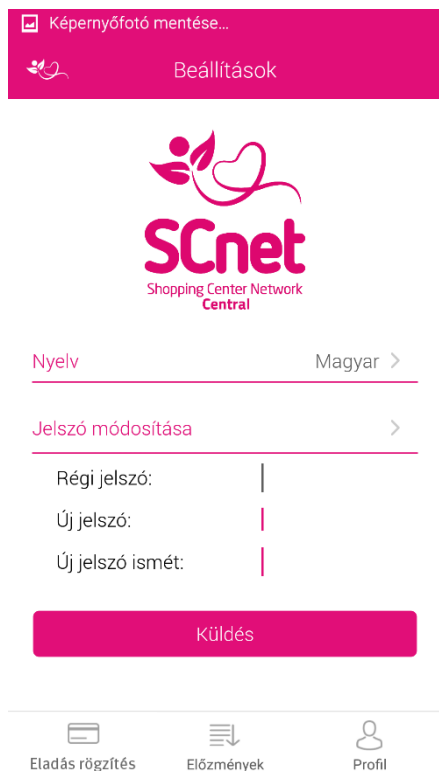 Képernyőfotó mentése...
Beállítások
SCnet
Shopping Center Network
Central
Nyelv Magyar
Jelszó módosítása
Régi jelszó:
Új jelszó:
Új jelszó ismét:
Küldés
Eladás rögzítés Előzmények Profil